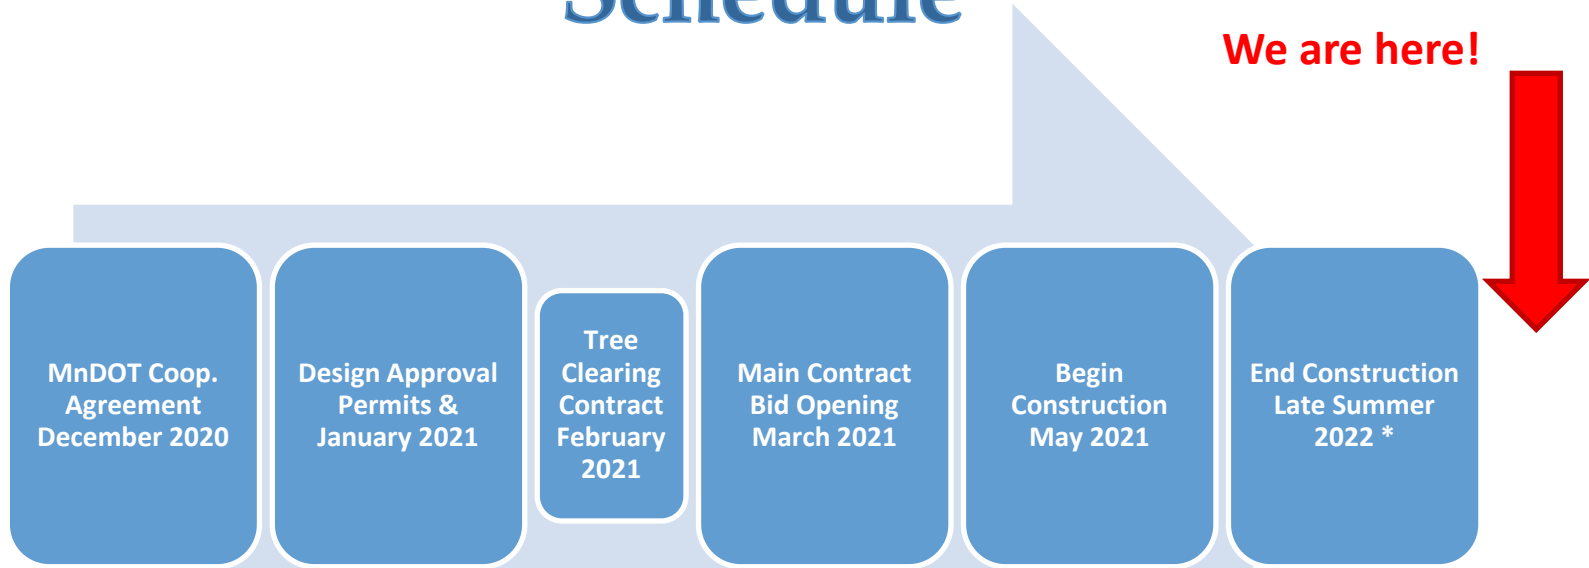 Schedule
We are here!
MnDOT Coop.
Agreement
December 2020
Design Approval
Permits &
January 2021
Tree
Clearing
Contract
February
2021
Main Contract
Bid Opening
March 2021
Begin
Construction
May 2021
End Construction
Late Summer
2022 *